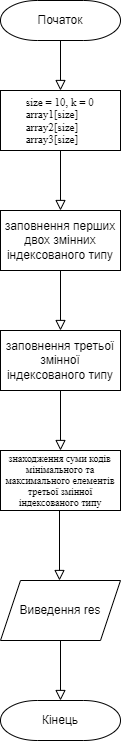 Початок
size = 10, k = 0
array1[size]
array2[size]
array3[size]
заповнення перших
двох змінних
індексованого типу
заповнення третьої
змінної
індексованого типу
знаходження суми кодів
мінімального та
максимального елементів
третьої змінної
індексованого типу
Виведення res
Кінець